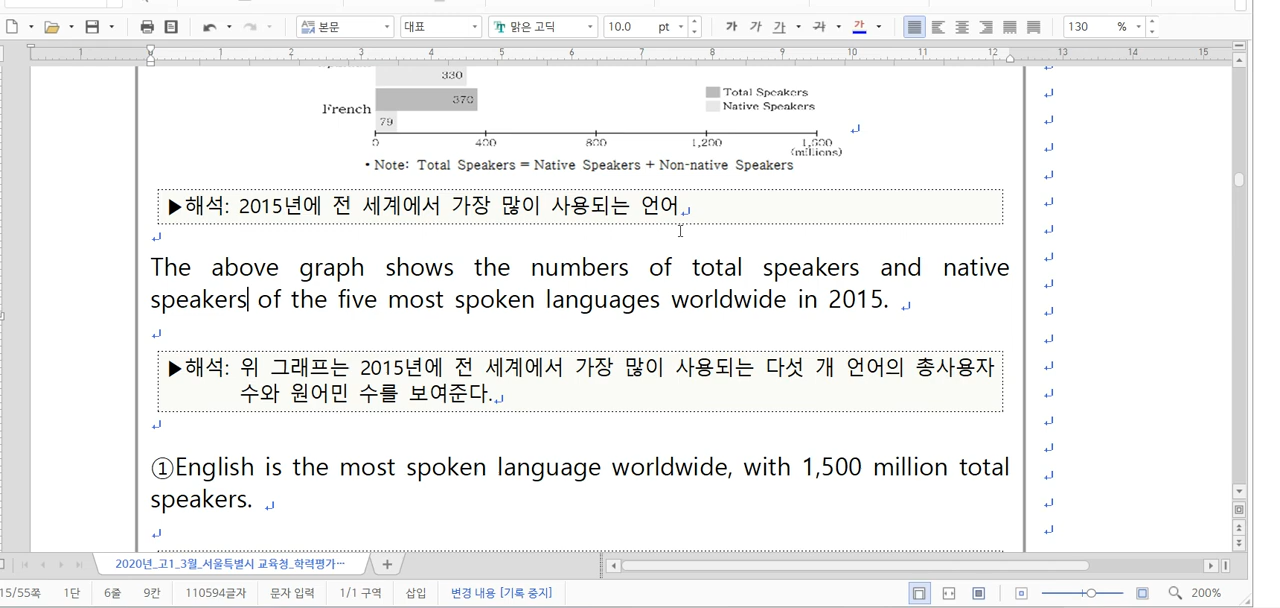 본문 대표 맑은 고딕 10.0 pt 가 가 가 가 가 130 %
1 1 2 3 4 5 6 7 8 9 10 11 12 13 14 15
330
370
French
79
Total Speakers
Native Speakers
0 400 800 1,200 1,500
(millions)
• Note: Total Speakers = Native Speakers + Non-native Speakers
▶해석: 2015년에 전 세계에서 가장 많이 사용되는 언어
The above graph shows the numbers of total speakers and native
speakers of the five most spoken languages worldwide in 2015.
▶해석: 위 그래프는 2015년에 전 세계에서 가장 많이 사용되는 다섯 개 언어의 총사용자
수와 원어민 수를 보여준다.
①English is the most spoken language worldwide, with 1,500 million total
speakers.
2020년_고1_3월_서울특별시 교육청_학력평가···
15/55쪽 1단 6줄 9칸 110594글자 문자 입력 1/1 구역 삽입 변경 내용 [기록 중지] 200%